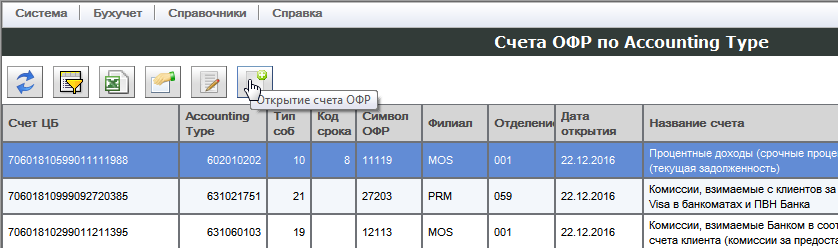 Система Бухучет Справочники Справка
Счета ОФР по Accounting Type
Открытие счета ОФР
Счет ЦБ Accounting Type Тип соб Код срока Символ ОФР Филиал Отделение Дата открытия Название счета
70601810599011111988 602010202 10 8 11119 MOS 001 22.12.2016 Процентные доходы (срочные
(текущая задолженность)
70601810999092720385 631021751 21 27203 PRM 059 22.12.2016 Комиссии, взимаемые с клиентов за
Visa в банкоматах и ПВН Банка
70601810299011211395 631060103 19 12113 MOS 001 22.12.2016 Комиссии, взимаемые Банком в
счета клиента (комиссии за